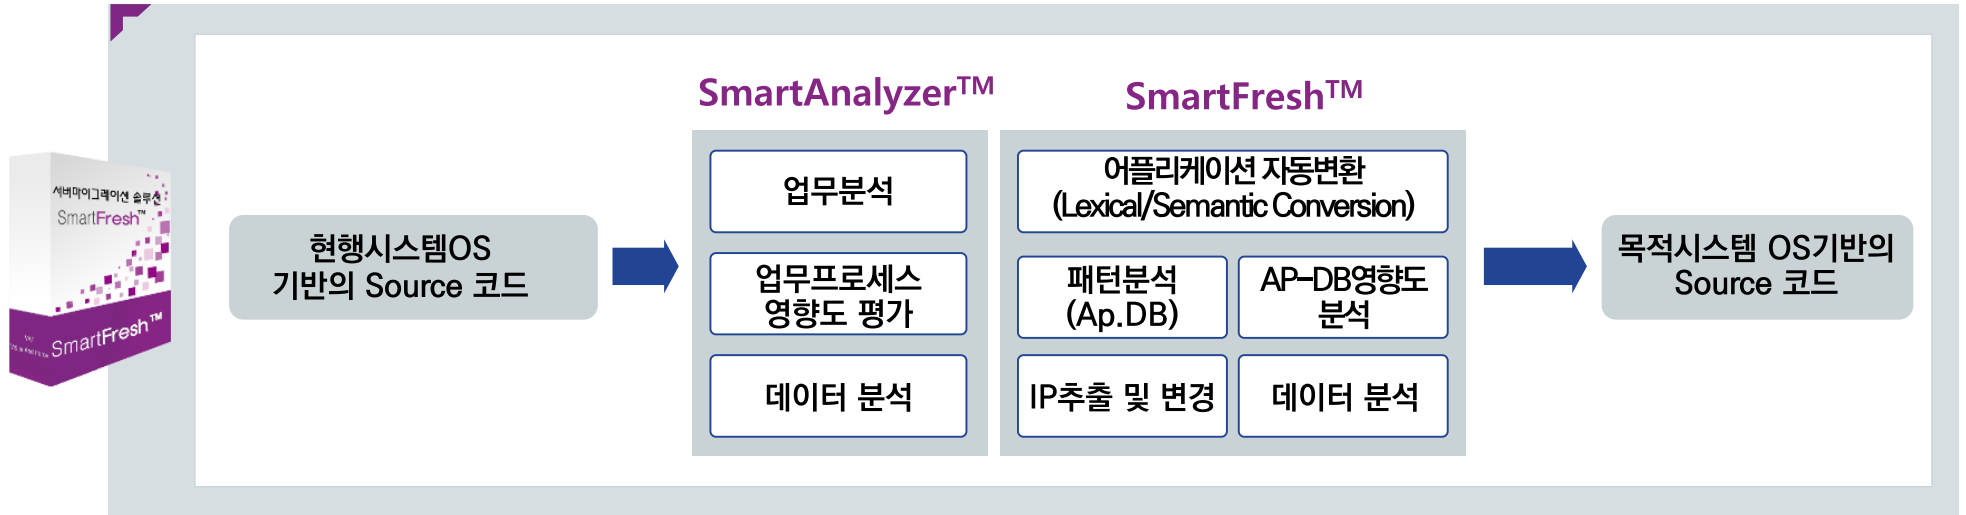 서버마이그레이션 솔루션
SmartFresh™
SmartFresh™
현행시스템OS
기반의 Source 코드
SmartAnalyzer™
업무분석
업무프로세스
영향도 평가
데이터 분석
SmartFresh™
어플리케이션 자동변환
(Lexical/Semantic Conversion)
패턴분석
(Ap.DB)
AP-DB영향도
분석
IP추출 및 변경
데이터 분석
목적시스템 OS기반의
Source 코드